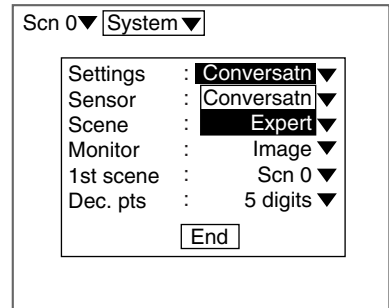 Scn 0▼ System▼
Settings : Conversatn▼
Sensor : Conversatn▼
Scene : Expert▼
Monitor : Image▼
1st scene : Scn 0▼
Dec. pts : 5 digits▼
End